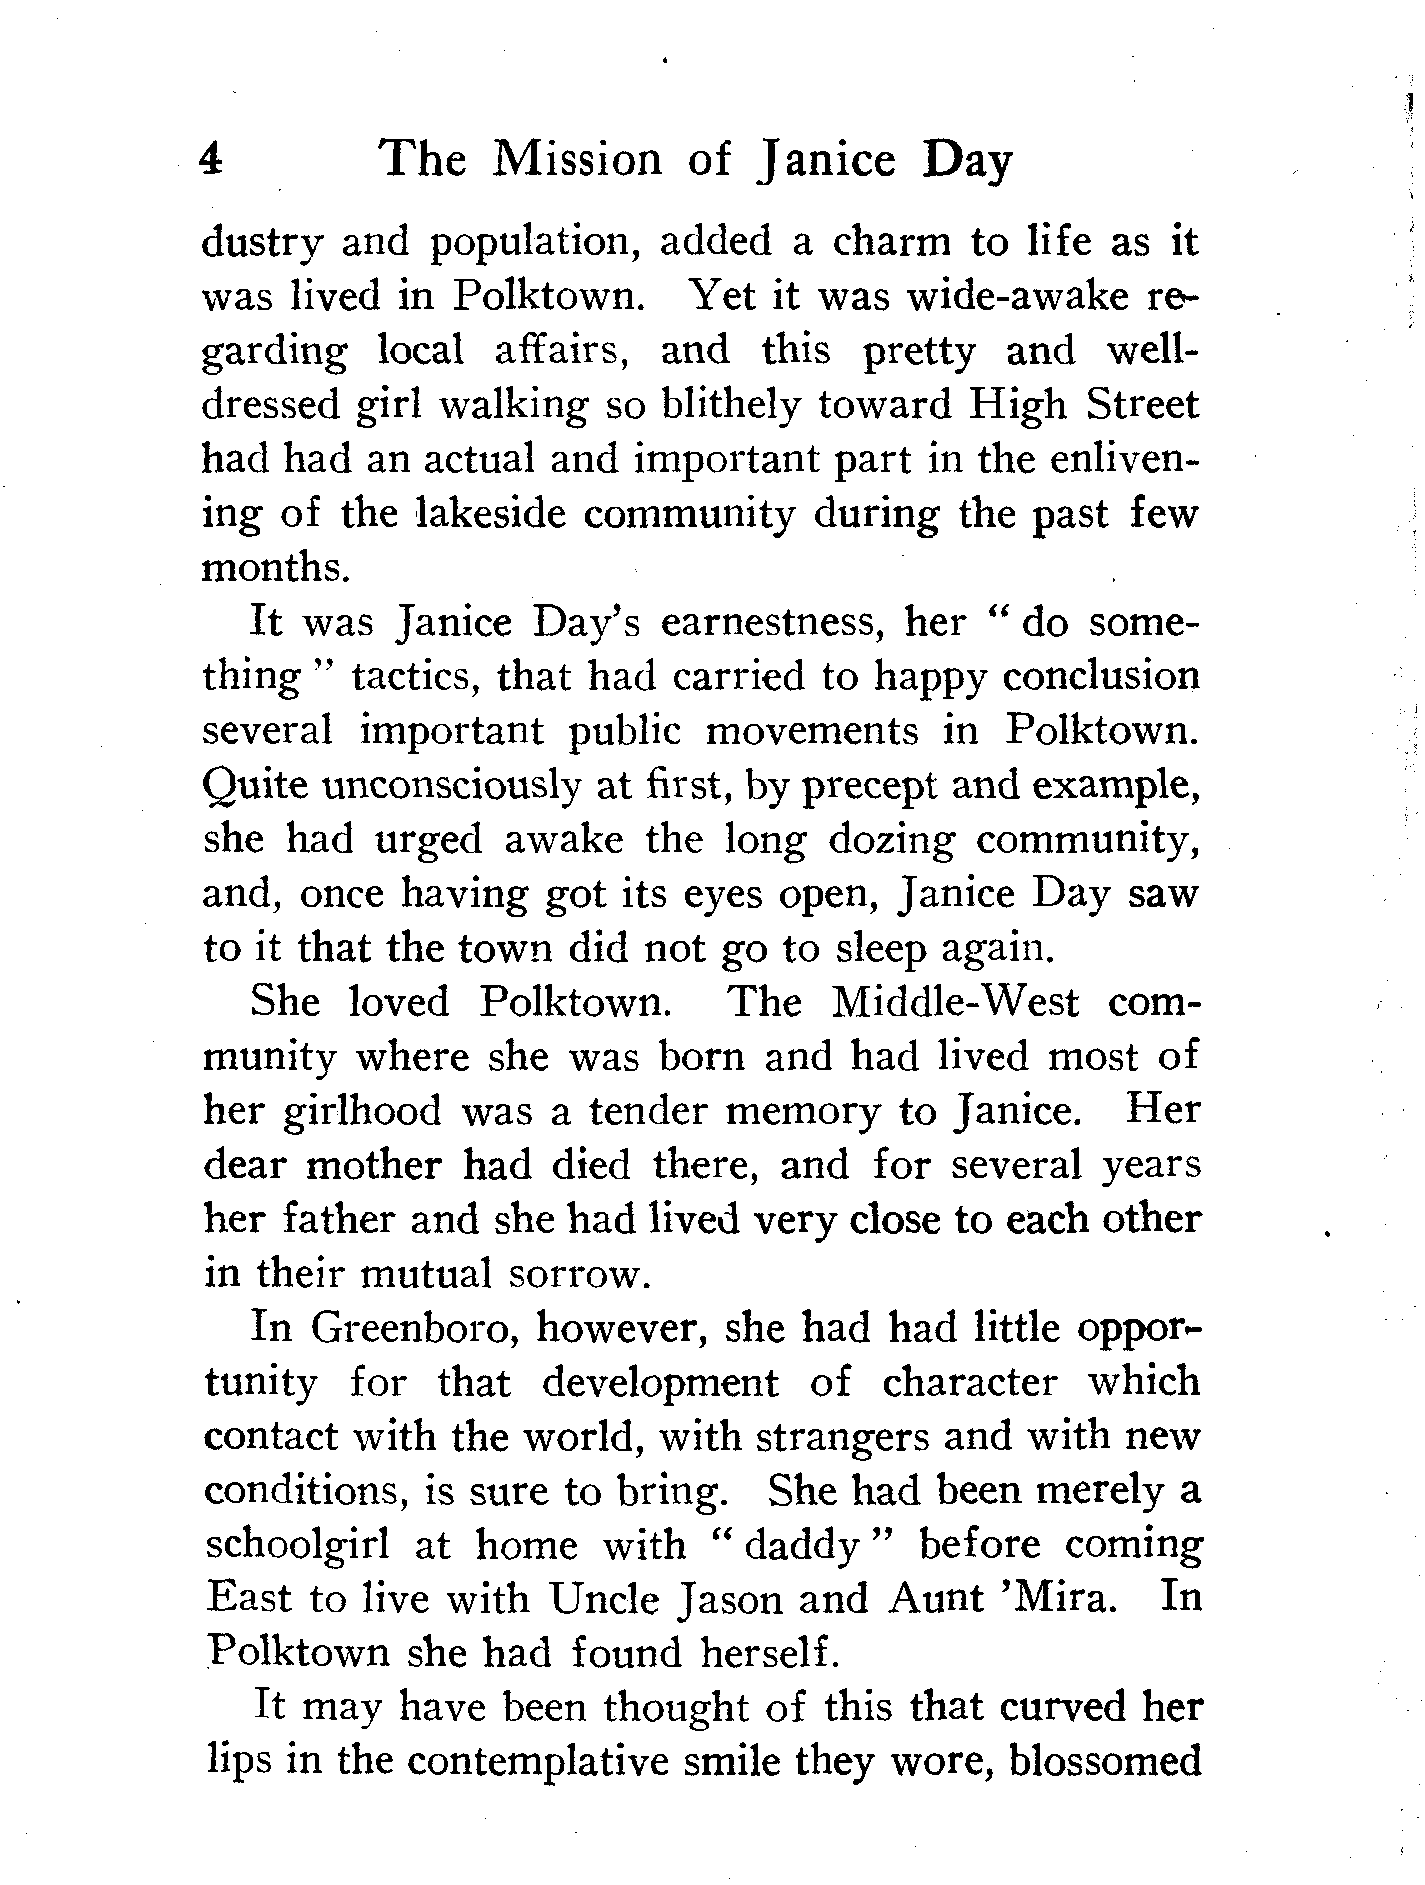 4 The Mission of Janice Day
dustry and population, added a charm to life as it
was lived in Polktown. Yet it was wide-awake re-
garding local affairs, and this pretty and well-
dressed girl walking so blithely toward High Street
had had an actual and important part in the enliven-
ing of the lakeside community during the past few
months.
It was Janice Day's earnestness, her " do some-
thing " tactics, that had carried to happy conclusion
several important public movements in Polktown.
Quite unconsciously at first, by precept and example,
she had urged awake the long dozing community,
and, once having got its eyes open, Janice Day saw
to it that the town did not go to sleep again.
She loved Polktown. The Middle-West com-
munity where she was born and had lived most of
her girlhood was a tender memory to Janice. Her
dear mother had died there, and for several years
her father and she had lived very close to each other
in their mutual sorrow.
In Greenboro, however, she had had little oppor-
tunity for that development of character which
contact with the world, with strangers and with new
conditions, is sure to bring. She had been merely a
schoolgirl at home with " daddy " before coming
East to live with Uncle Jason and Aunt 'Mira. In
Polktown she had found herself.
It may have been thought of this that curved her
lips in the contemplative smile they wore, blossomed